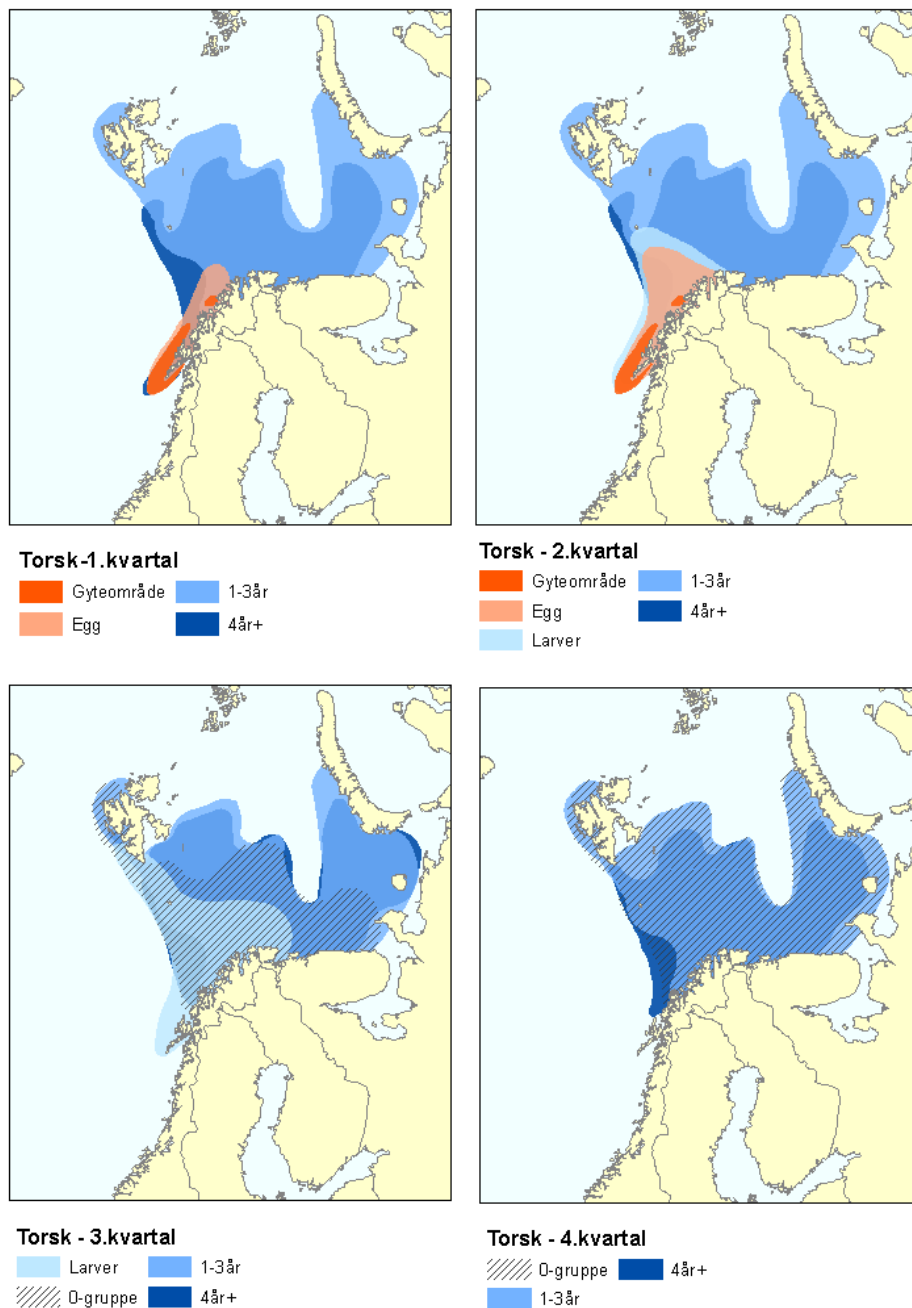 Torsk-1.kvartal
Gyteområde 1-3år
Egg 4år+
Torsk - 2.kvartal
Gyteområde 1-3år
Egg 4år+
Larver
Torsk - 3.kvartal
Larver 1-3år
0-gruppe 4år+
Torsk - 4.kvartal
0-gruppe 4år+
1-3år